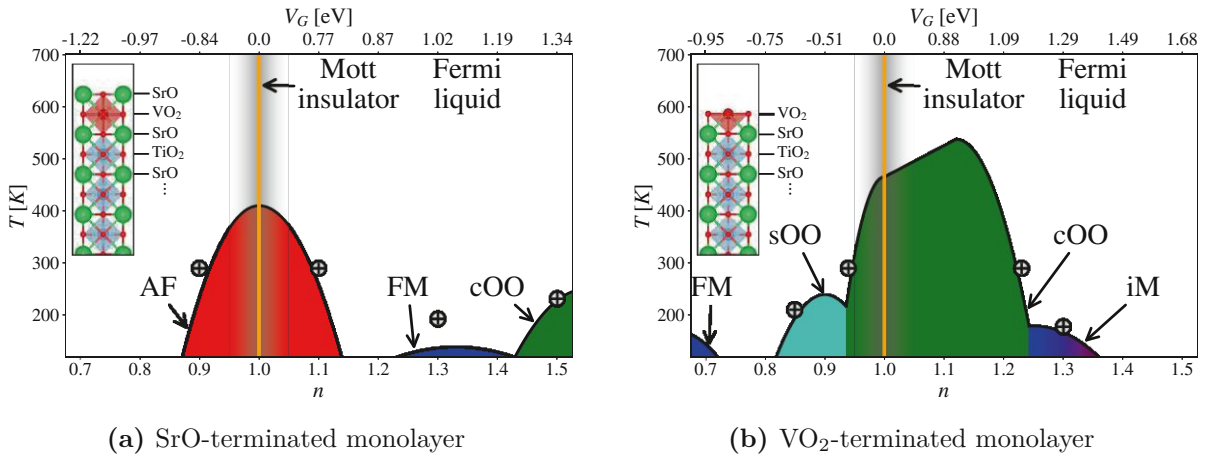 V_G [eV]
-1.22 -0.97 -0.84 0.0 0.77 0.87 1.02 1.19 1.34
700
600
500
400
300
200
T [K]
SrO
VO₂
SrO
TiO₂
SrO
⋮
Mott
insulator
Fermi
liquid
AF
FM
cOO
0.7 0.8 0.9 1.0 1.1 1.2 1.3 1.4 1.5
n
(a) SrO-terminated monolayer
V_G [eV]
-0.95 -0.75 -0.51 0.0 0.88 1.09 1.29 1.49 1.68
700
600
500
400
300
200
T [K]
VO₂
SrO
TiO₂
SrO
⋮
Mott
insulator
Fermi
liquid
FM
sOO
cOO
iM
0.7 0.8 0.9 1.0 1.1 1.2 1.3 1.4 1.5
n
(b) VO₂-terminated monolayer